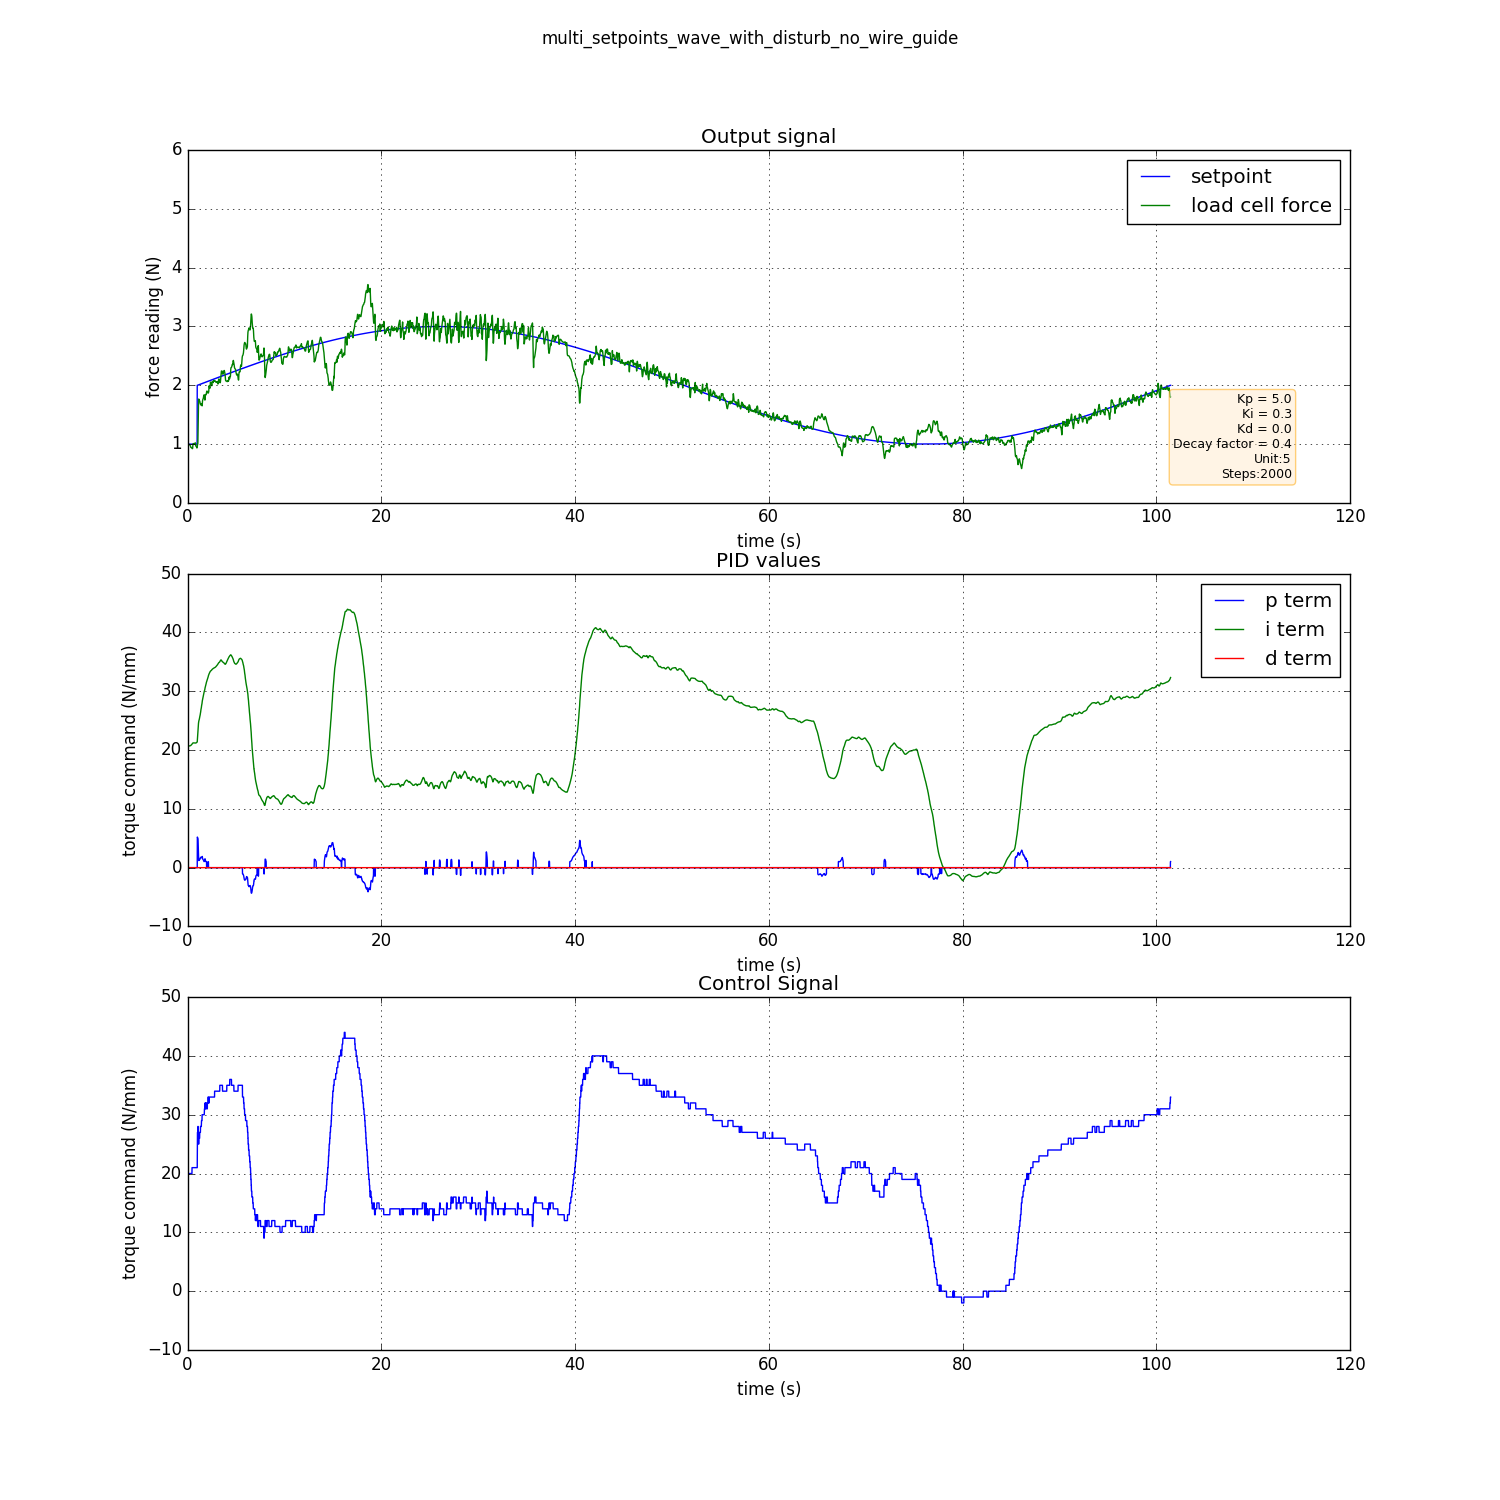 multi_setpoints_wave_with_disturb_no_wire_guide
Output signal
6
5
4
3
2
1
0
force reading (N)
setpoint
load cell force
Kp = 5.0
Ki = 0.3
Kd = 0.0
Decay factor = 0.4
Unit:5
Steps:2000
0 20 40 60 80 100 120
time (s)
PID values
50
40
30
20
10
0
−10
torque command (N/mm)
p term
i term
d term
0 20 40 60 80 100 120
time (s)
Control Signal
50
40
30
20
10
0
−10
torque command (N/mm)
0 20 40 60 80 100 120
time (s)